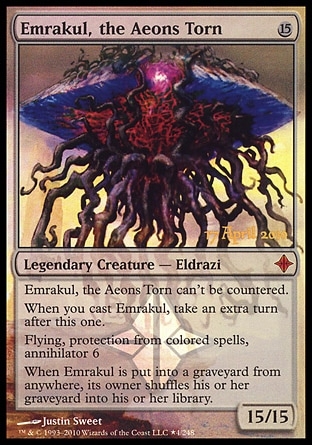 Emrakul, the Aeons Torn 15
17 April 2010
Legendary Creature — Eldrazi
Emrakul, the Aeons Torn can't be countered.
When you cast Emrakul, take an extra turn
after this one.
Flying, protection from colored spells,
annihilator 6
When Emrakul is put into a graveyard from
anywhere, its owner shuffles his or her
graveyard into his or her library.
Justin Sweet
™ & © 1993–2010 Wizards of the Coast LLC ★1/248
15/15